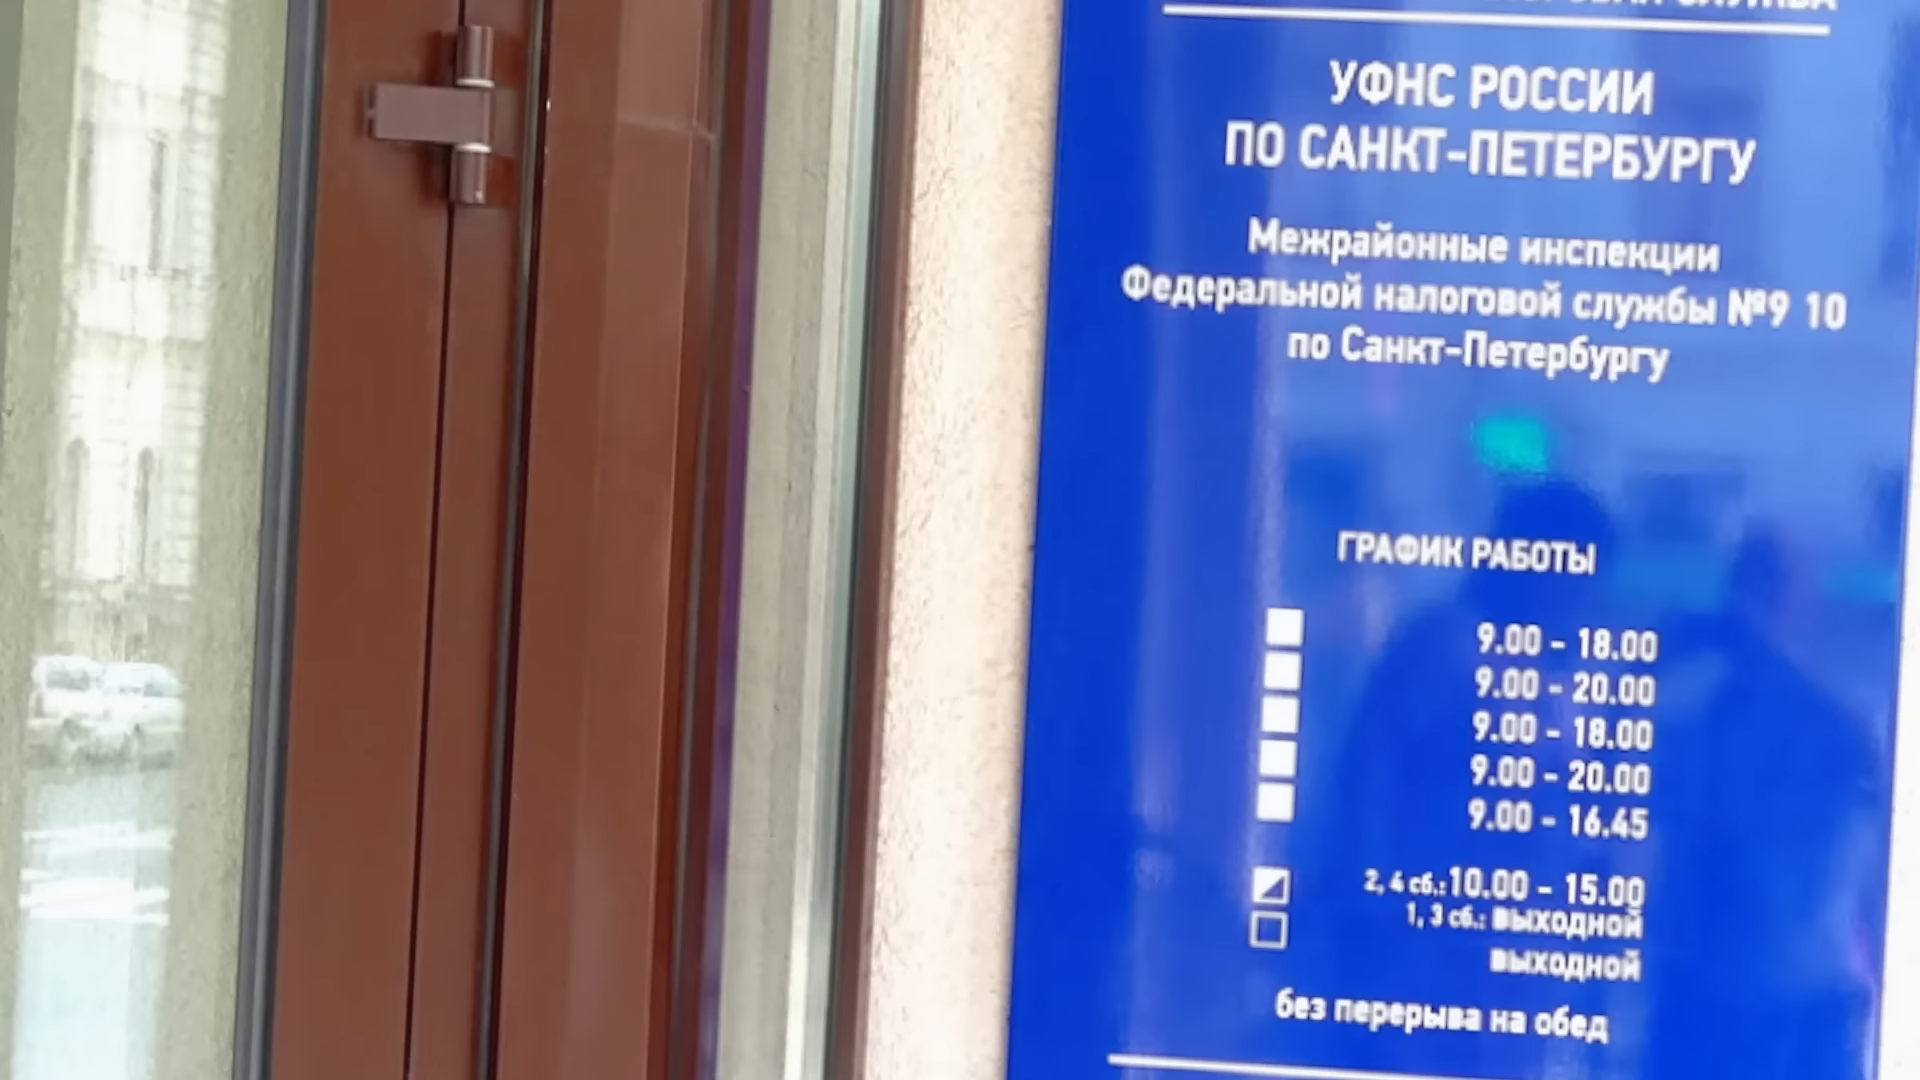 УФНС РОССИИ
ПО САНКТ-ПЕТЕРБУРГУ
Межрайонные инспекции
Федеральной налоговой службы №9 10
по Санкт-Петербургу
ГРАФИК РАБОТЫ
9.00 - 18.00
9.00 - 20.00
9.00 - 18.00
9.00 - 20.00
9.00 - 16.45
2, 4 сб.:10.00 - 15.00
1, 3 сб.: выходной
выходной
без перерыва на обед